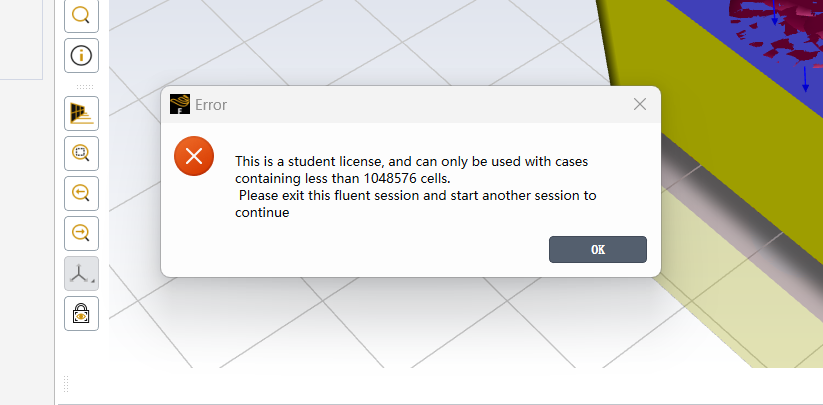 Error
This is a student license, and can only be used with cases
containing less than 1048576 cells.
Please exit this fluent session and start another session to
continue
OK